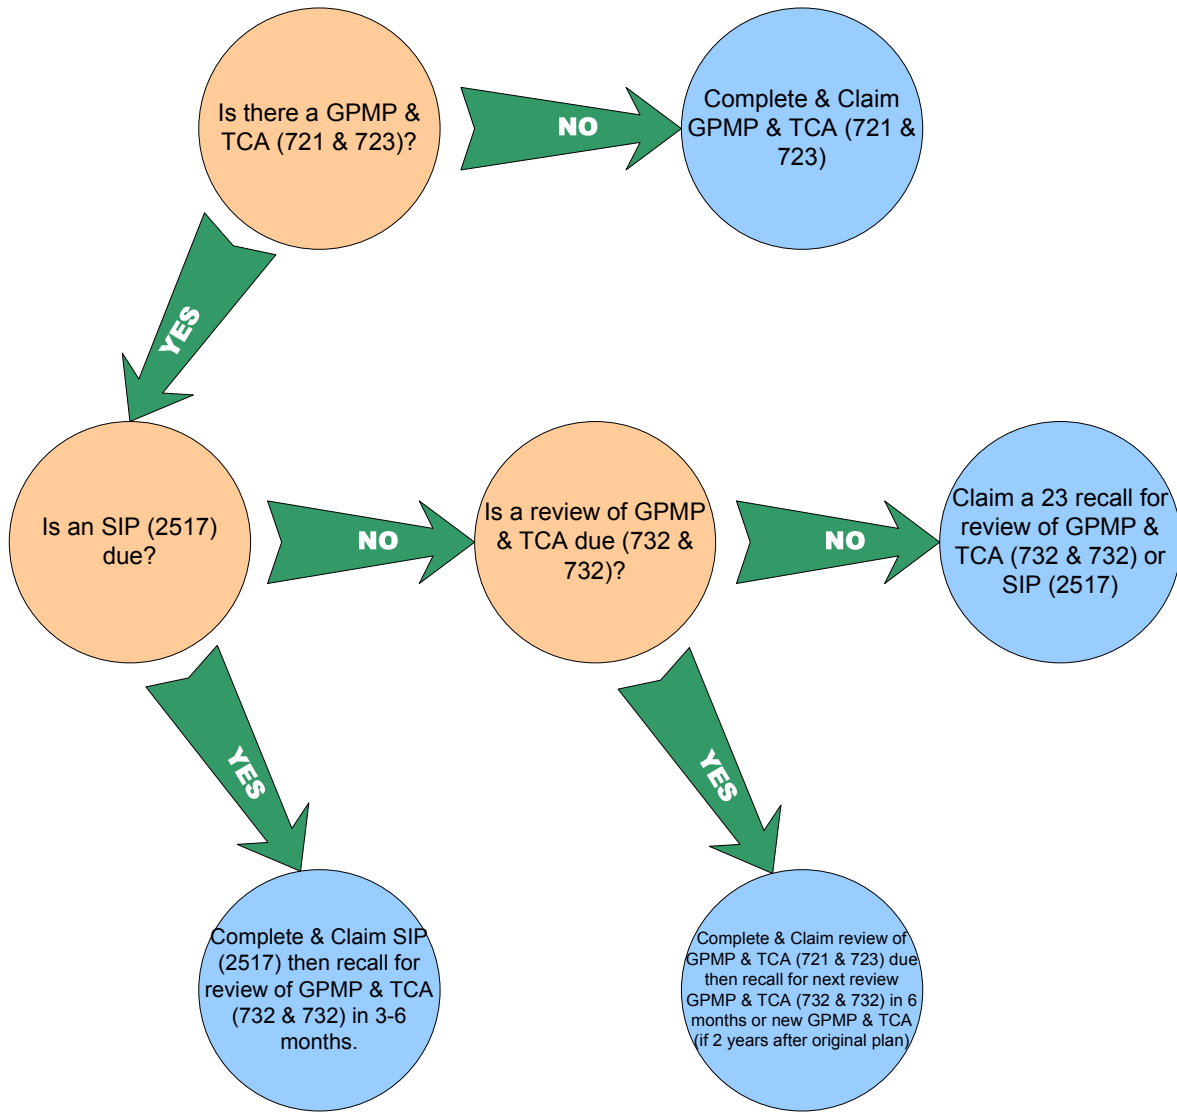 Is there a GPMP &
TCA (721 & 723)?
NO
Complete & Claim
GPMP & TCA (721 &
723)
YES
Is an SIP (2517)
due?
NO
Is a review of GPMP
& TCA due (732 &
732)?
NO
Claim a 23 recall for
review of GPMP &
TCA (732 & 732) or
SIP (2517)
YES
YES
Complete & Claim SIP
(2517) then recall for
review of GPMP & TCA
(732 & 732) in 3-6
months.
Complete & Claim review of
GPMP & TCA (721 & 723) due
then recall for next review
GPMP & TCA (732 & 732) in 6
months or new GPMP & TCA
(if 2 years after original plan)